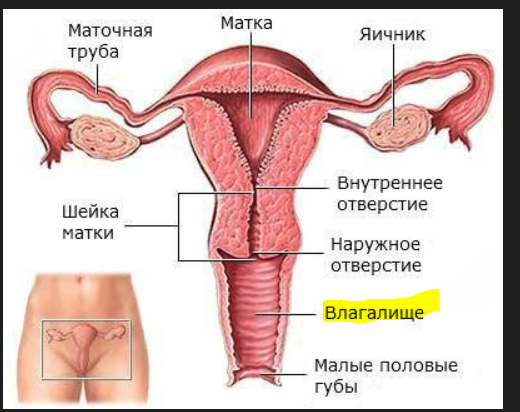 Маточная
труба
Матка
Яичник
Внутреннее
отверстие
Шейка
матки
Наружное
отверстие
Влагалище
Малые половые
губы